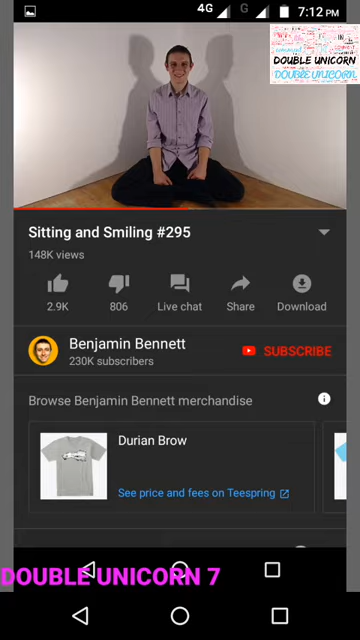 4G G 7:12 PM
DOUBLE UNICORN
DOUBLE UNICORN
Sitting and Smiling #295
148K views
2.9K 806 Live chat Share Download
Benjamin Bennett
230K subscribers
SUBSCRIBE
Browse Benjamin Bennett merchandise
Durian Brow
See price and fees on Teespring
DOUBLE UNICORN 7